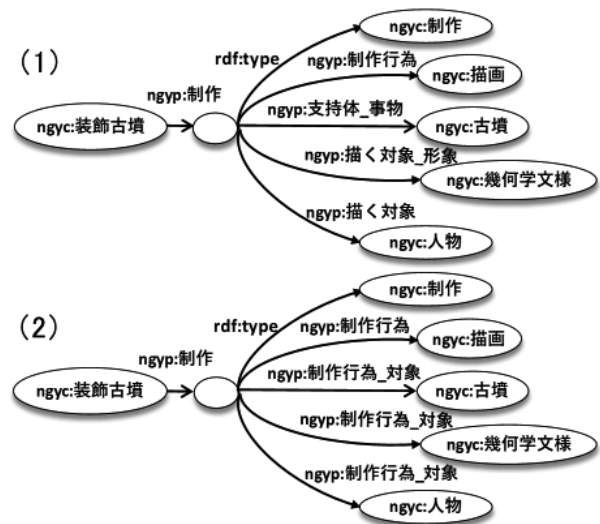 (1)
rdf:type
ngyc:制作
ngyp:制作行為
ngyc:描画
ngyp:制作
ngyp:支持体_事物
ngyc:装飾古墳
ngyc:古墳
ngyp:描く対象_形象
ngyc:幾何学文様
ngyp:描く対象
ngyc:人物
(2)
rdf:type
ngyc:制作
ngyp:制作行為
ngyc:描画
ngyp:制作
ngyp:制作行為_対象
ngyc:装飾古墳
ngyc:古墳
ngyp:制作行為_対象
ngyc:幾何学文様
ngyp:制作行為_対象
ngyc:人物